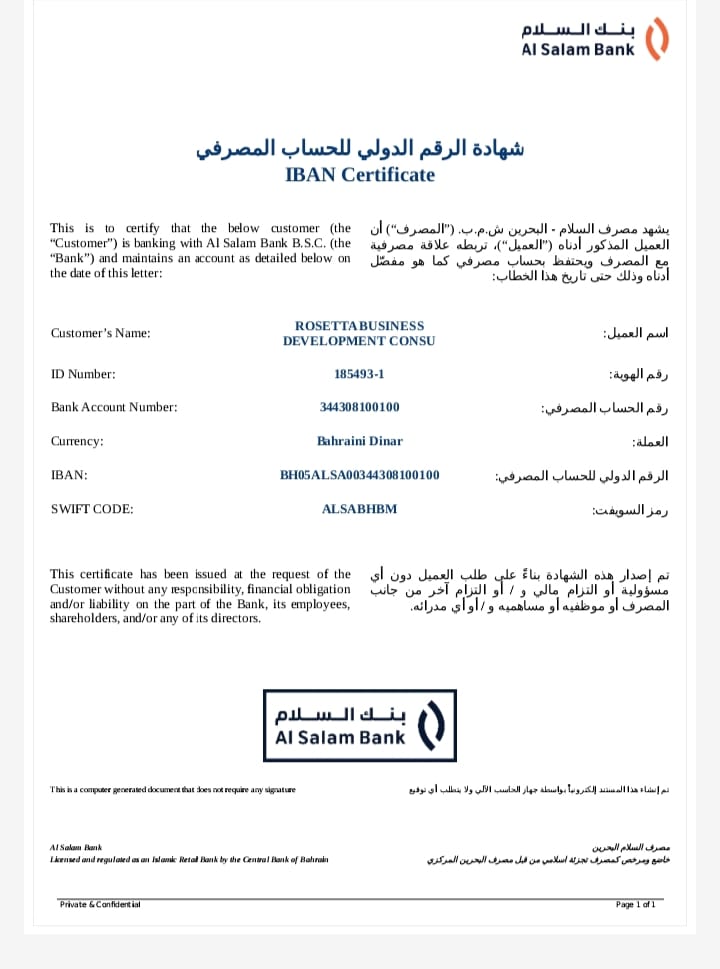 بنك السلام
Al Salam Bank
شهادة الرقم الدولي للحساب المصرفي
IBAN Certificate
This is to certify that the below customer (the
“Customer”) is banking with Al Salam Bank B.S.C. (the
“Bank”) and maintains an account as detailed below on
the date of this letter:
يشهد مصرف السلام - البحرين ش.م.ب. (”المصرف“) أن
العميل المذكور أدناه (”العميل“)، تربطه علاقة مصرفية
مع المصرف ويحتفظ بحساب مصرفي كما هو مفصّل
أدناه وذلك حتى تاريخ هذا الخطاب:
Customer’s Name:
ROSETTA BUSINESS
DEVELOPMENT CONSU
اسم العميل:
ID Number: 185493-1 رقم الهوية:
Bank Account Number: 344308100100 رقم الحساب المصرفي:
Currency: Bahraini Dinar العملة:
IBAN: BH05ALSA00344308100100 الرقم الدولي للحساب المصرفي:
SWIFT CODE: ALSABHBM رمز السويفت:
This certificate has been issued at the request of the
Customer without any responsibility, financial obligation
and/or liability on the part of the Bank, its employees,
shareholders, and/or any of its directors.
تم إصدار هذه الشهادة بناءً على طلب العميل دون أي
مسؤولية أو التزام مالي و / أو التزام آخر من جانب
المصرف أو موظفيه أو مساهميه و/أو أي مدرائه.
بنك السلام
Al Salam Bank
This is a computer generated document that does not require any signature
تم إنشاء هذا المستند إلكترونياً بواسطة جهاز الحاسب الآلي ولا يتطلب أي توقيع
Al Salam Bank
Licensed and regulated as an Islamic Retail Bank by the Central Bank of Bahrain
مصرف السلام البحرين
خاضع ومرخص كمصرف تجزئة اسلامي من قبل مصرف البحرين المركزي
Private & Confidential
Page 1 of 1